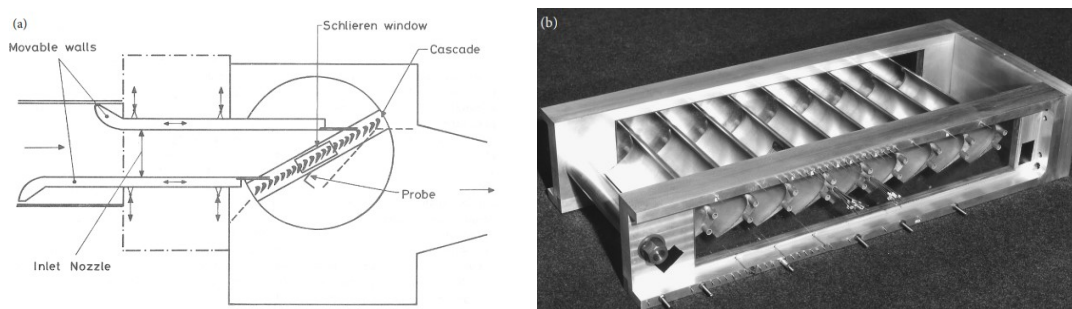 (a)
Schlieren window
Movable walls
Cascade
Probe
Inlet Nozzle
(b)